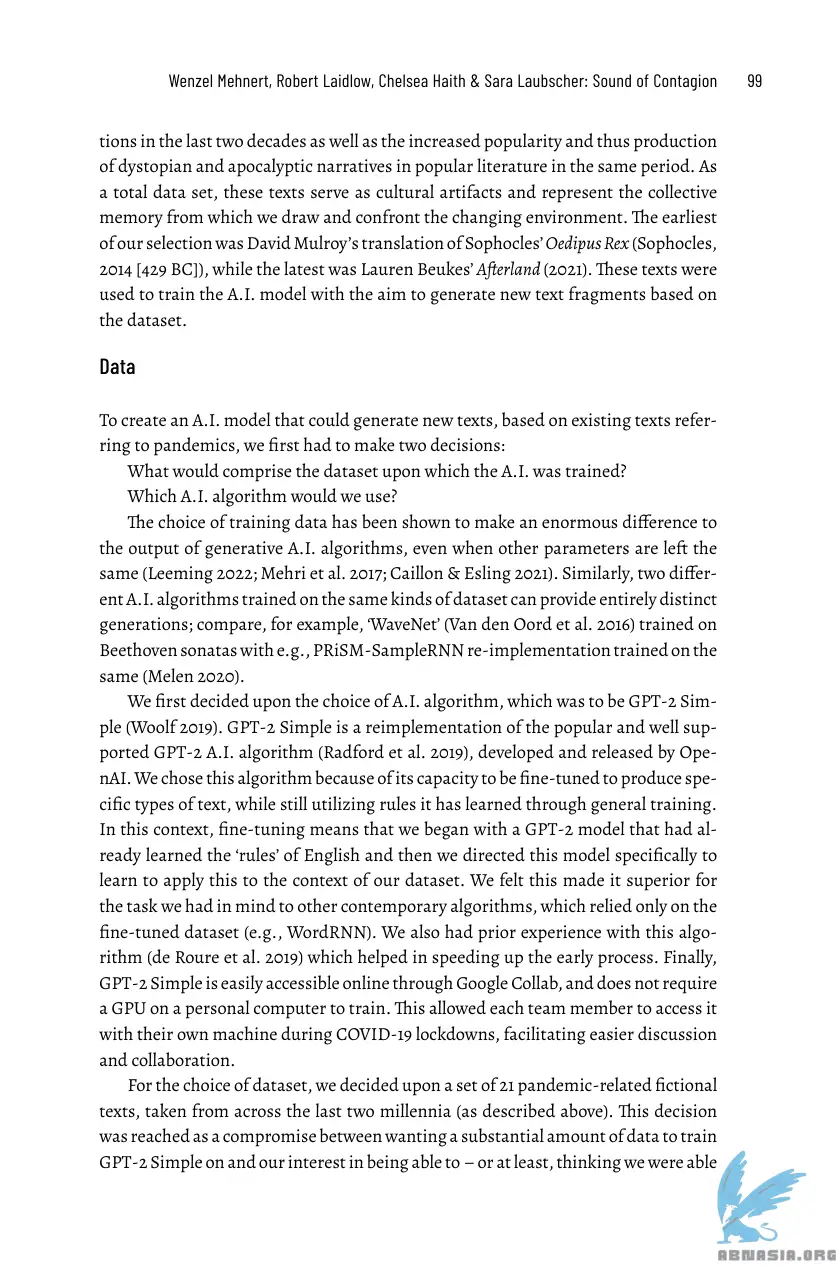 Wenzel Mehnert, Robert Laidlow, Chelsea Haith & Sara Laubscher: Sound of Contagion 99
tions in the last two decades as well as the increased popularity and thus production
of dystopian and apocalyptic narratives in popular literature in the same period. As
a total data set, these texts serve as cultural artifacts and represent the collective
memory from which we draw and confront the changing environment. The earliest
of our selection was David Mulroy’s translation of Sophocles’ Oedipus Rex (Sophocles,
2014 [429 BC]), while the latest was Lauren Beukes’ Afterland (2021). These texts were
used to train the A.I. model with the aim to generate new text fragments based on
the dataset.
Data
To create an A.I. model that could generate new texts, based on existing texts refer-
ring to pandemics, we first had to make two decisions:
What would comprise the dataset upon which the A.I. was trained?
Which A.I. algorithm would we use?
The choice of training data has been shown to make an enormous difference to
the output of generative A.I. algorithms, even when other parameters are left the
same (Leeming 2022; Mehri et al. 2017; Caillon & Esling 2021). Similarly, two differ-
ent A.I. algorithms trained on the same kinds of dataset can provide entirely distinct
generations; compare, for example, ‘WaveNet’ (Van den Oord et al. 2016) trained on
Beethoven sonatas with e.g., PRiSM-SampleRNN re-implementation trained on the
same (Melen 2020).
We first decided upon the choice of A.I. algorithm, which was to be GPT-2 Sim-
ple (Woolf 2019). GPT-2 Simple is a reimplementation of the popular and well sup-
ported GPT-2 A.I. algorithm (Radford et al. 2019), developed and released by Ope-
nAI. We chose this algorithm because of its capacity to be fine-tuned to produce spe-
cific types of text, while still utilizing rules it has learned through general training.
In this context, fine-tuning means that we began with a GPT-2 model that had al-
ready learned the ‘rules’ of English and then we directed this model specifically to
learn to apply this to the context of our dataset. We felt this made it superior for
the task we had in mind to other contemporary algorithms, which relied only on the
fine-tuned dataset (e.g., WordRNN). We also had prior experience with this algo-
rithm (de Roure et al. 2019) which helped in speeding up the early process. Finally,
GPT-2 Simple is easily accessible online through Google Collab, and does not require
a GPU on a personal computer to train. This allowed each team member to access it
with their own machine during COVID-19 lockdowns, facilitating easier discussion
and collaboration.
For the choice of dataset, we decided upon a set of 21 pandemic-related fictional
texts, taken from across the last two millennia (as described above). This decision
was reached as a compromise between wanting a substantial amount of data to train
GPT-2 Simple on and our interest in being able to – or at least, thinking we were able
ABNASIA.ORG